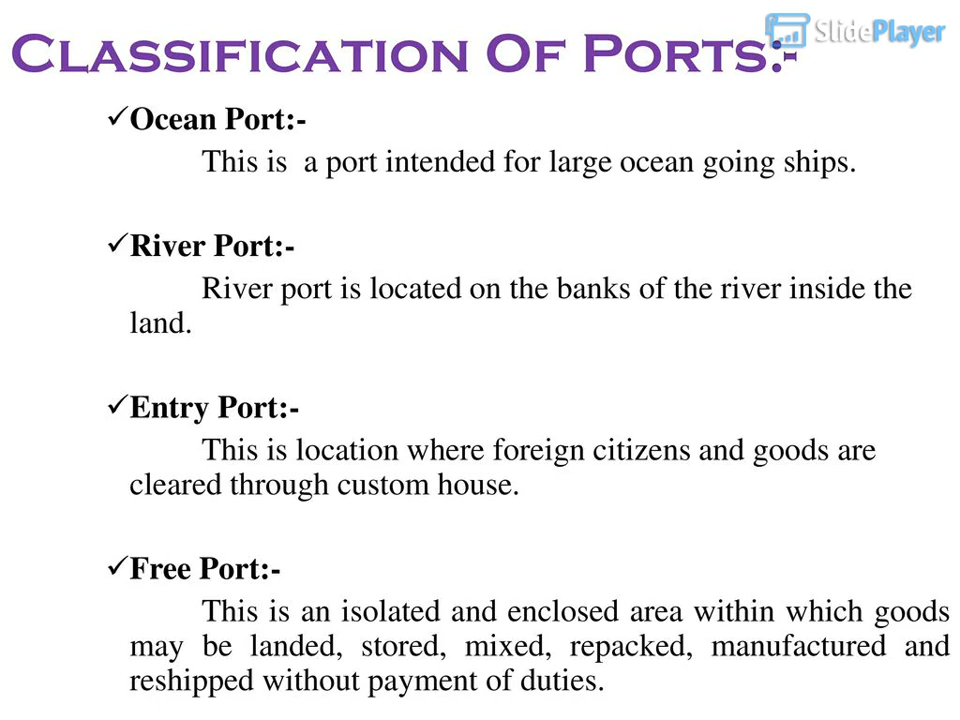 Classification Of Ports:-
SlidePlayer
✓Ocean Port:-
This is a port intended for large ocean going ships.
✓River Port:-
River port is located on the banks of the river inside the
land.
✓Entry Port:-
This is location where foreign citizens and goods are
cleared through custom house.
✓Free Port:-
This is an isolated and enclosed area within which goods
may be landed, stored, mixed, repacked, manufactured and
reshipped without payment of duties.